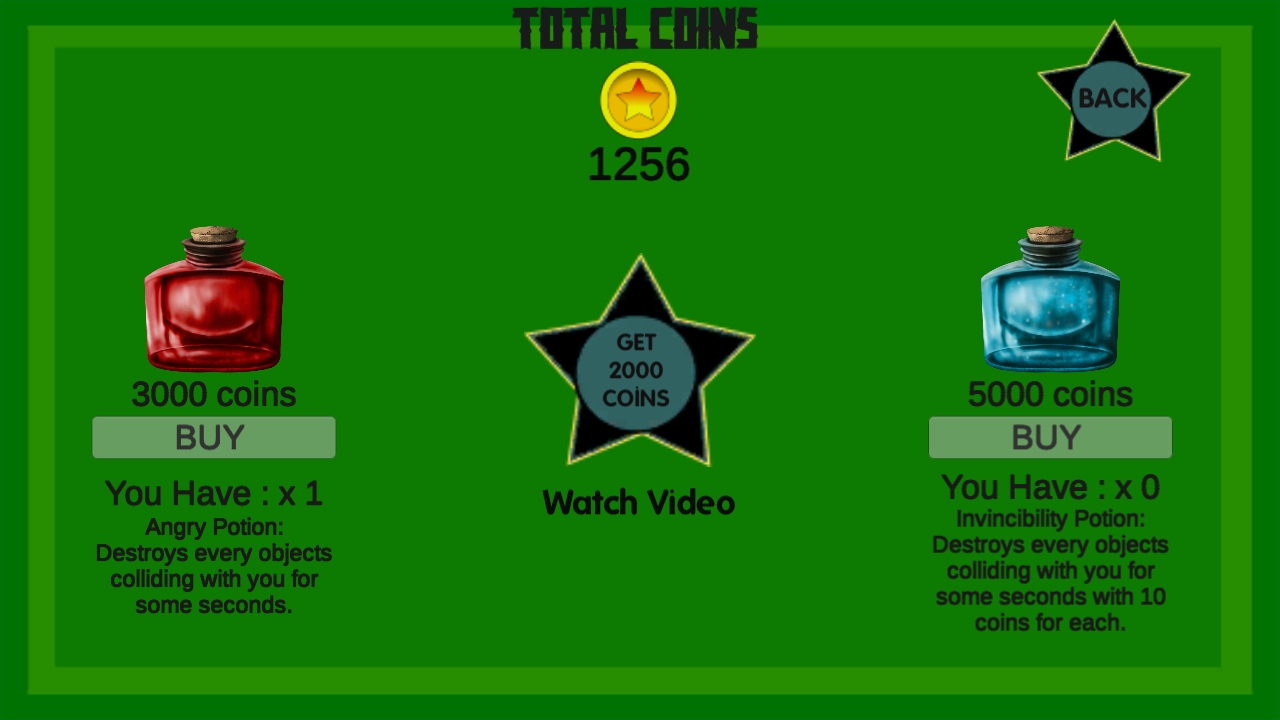 TOTAL COINS
BACK
1256
3000 coins
BUY
You Have : x 1
Angry Potion:
Destroys every objects
colliding with you for
some seconds.
GET
2000
COİNS
Watch Video
5000 coins
BUY
You Have : x 0
Invincibility Potion:
Destroys every objects
colliding with you for
some seconds with 10
coins for each.